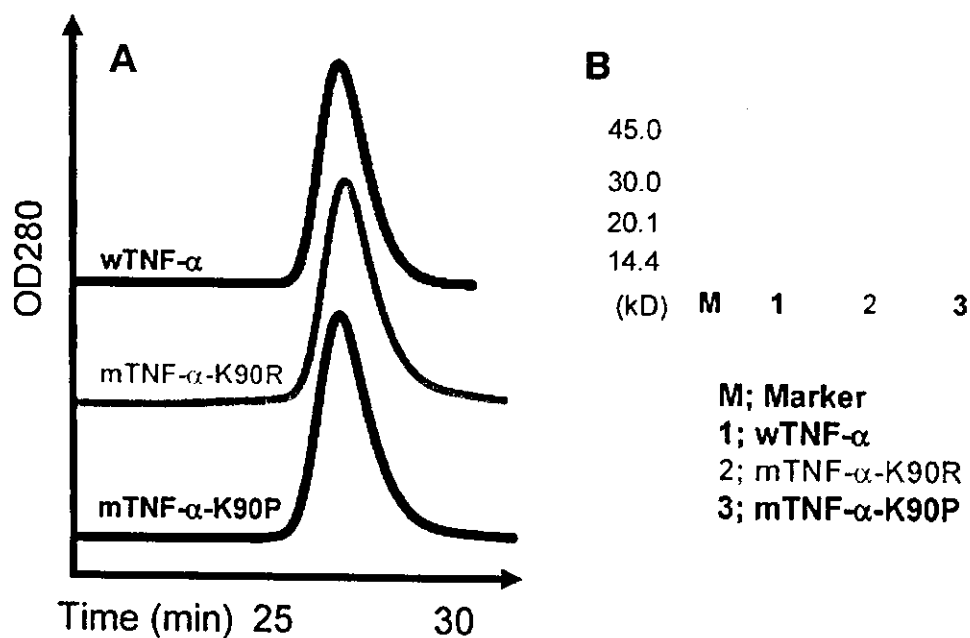 A
OD280
wTNF-α
mTNF-α-K90R
mTNF-α-K90P
Time (min) 25 30
B
45.0
30.0
20.1
14.4
(kD) M 1 2 3
M; Marker
1; wTNF-α
2; mTNF-α-K90R
3; mTNF-α-K90P